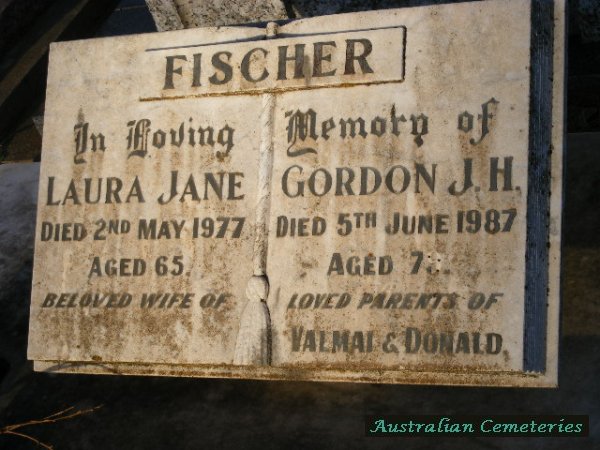 FISCHER
In Loving Memory of
LAURA JANE
DIED 2ND MAY 1977
AGED 65.
BELOVED WIFE OF
GORDON J.H.
DIED 5TH JUNE 1987
AGED
LOVED PARENTS OF
VALMAI & DONALD.
Australian Cemeteries